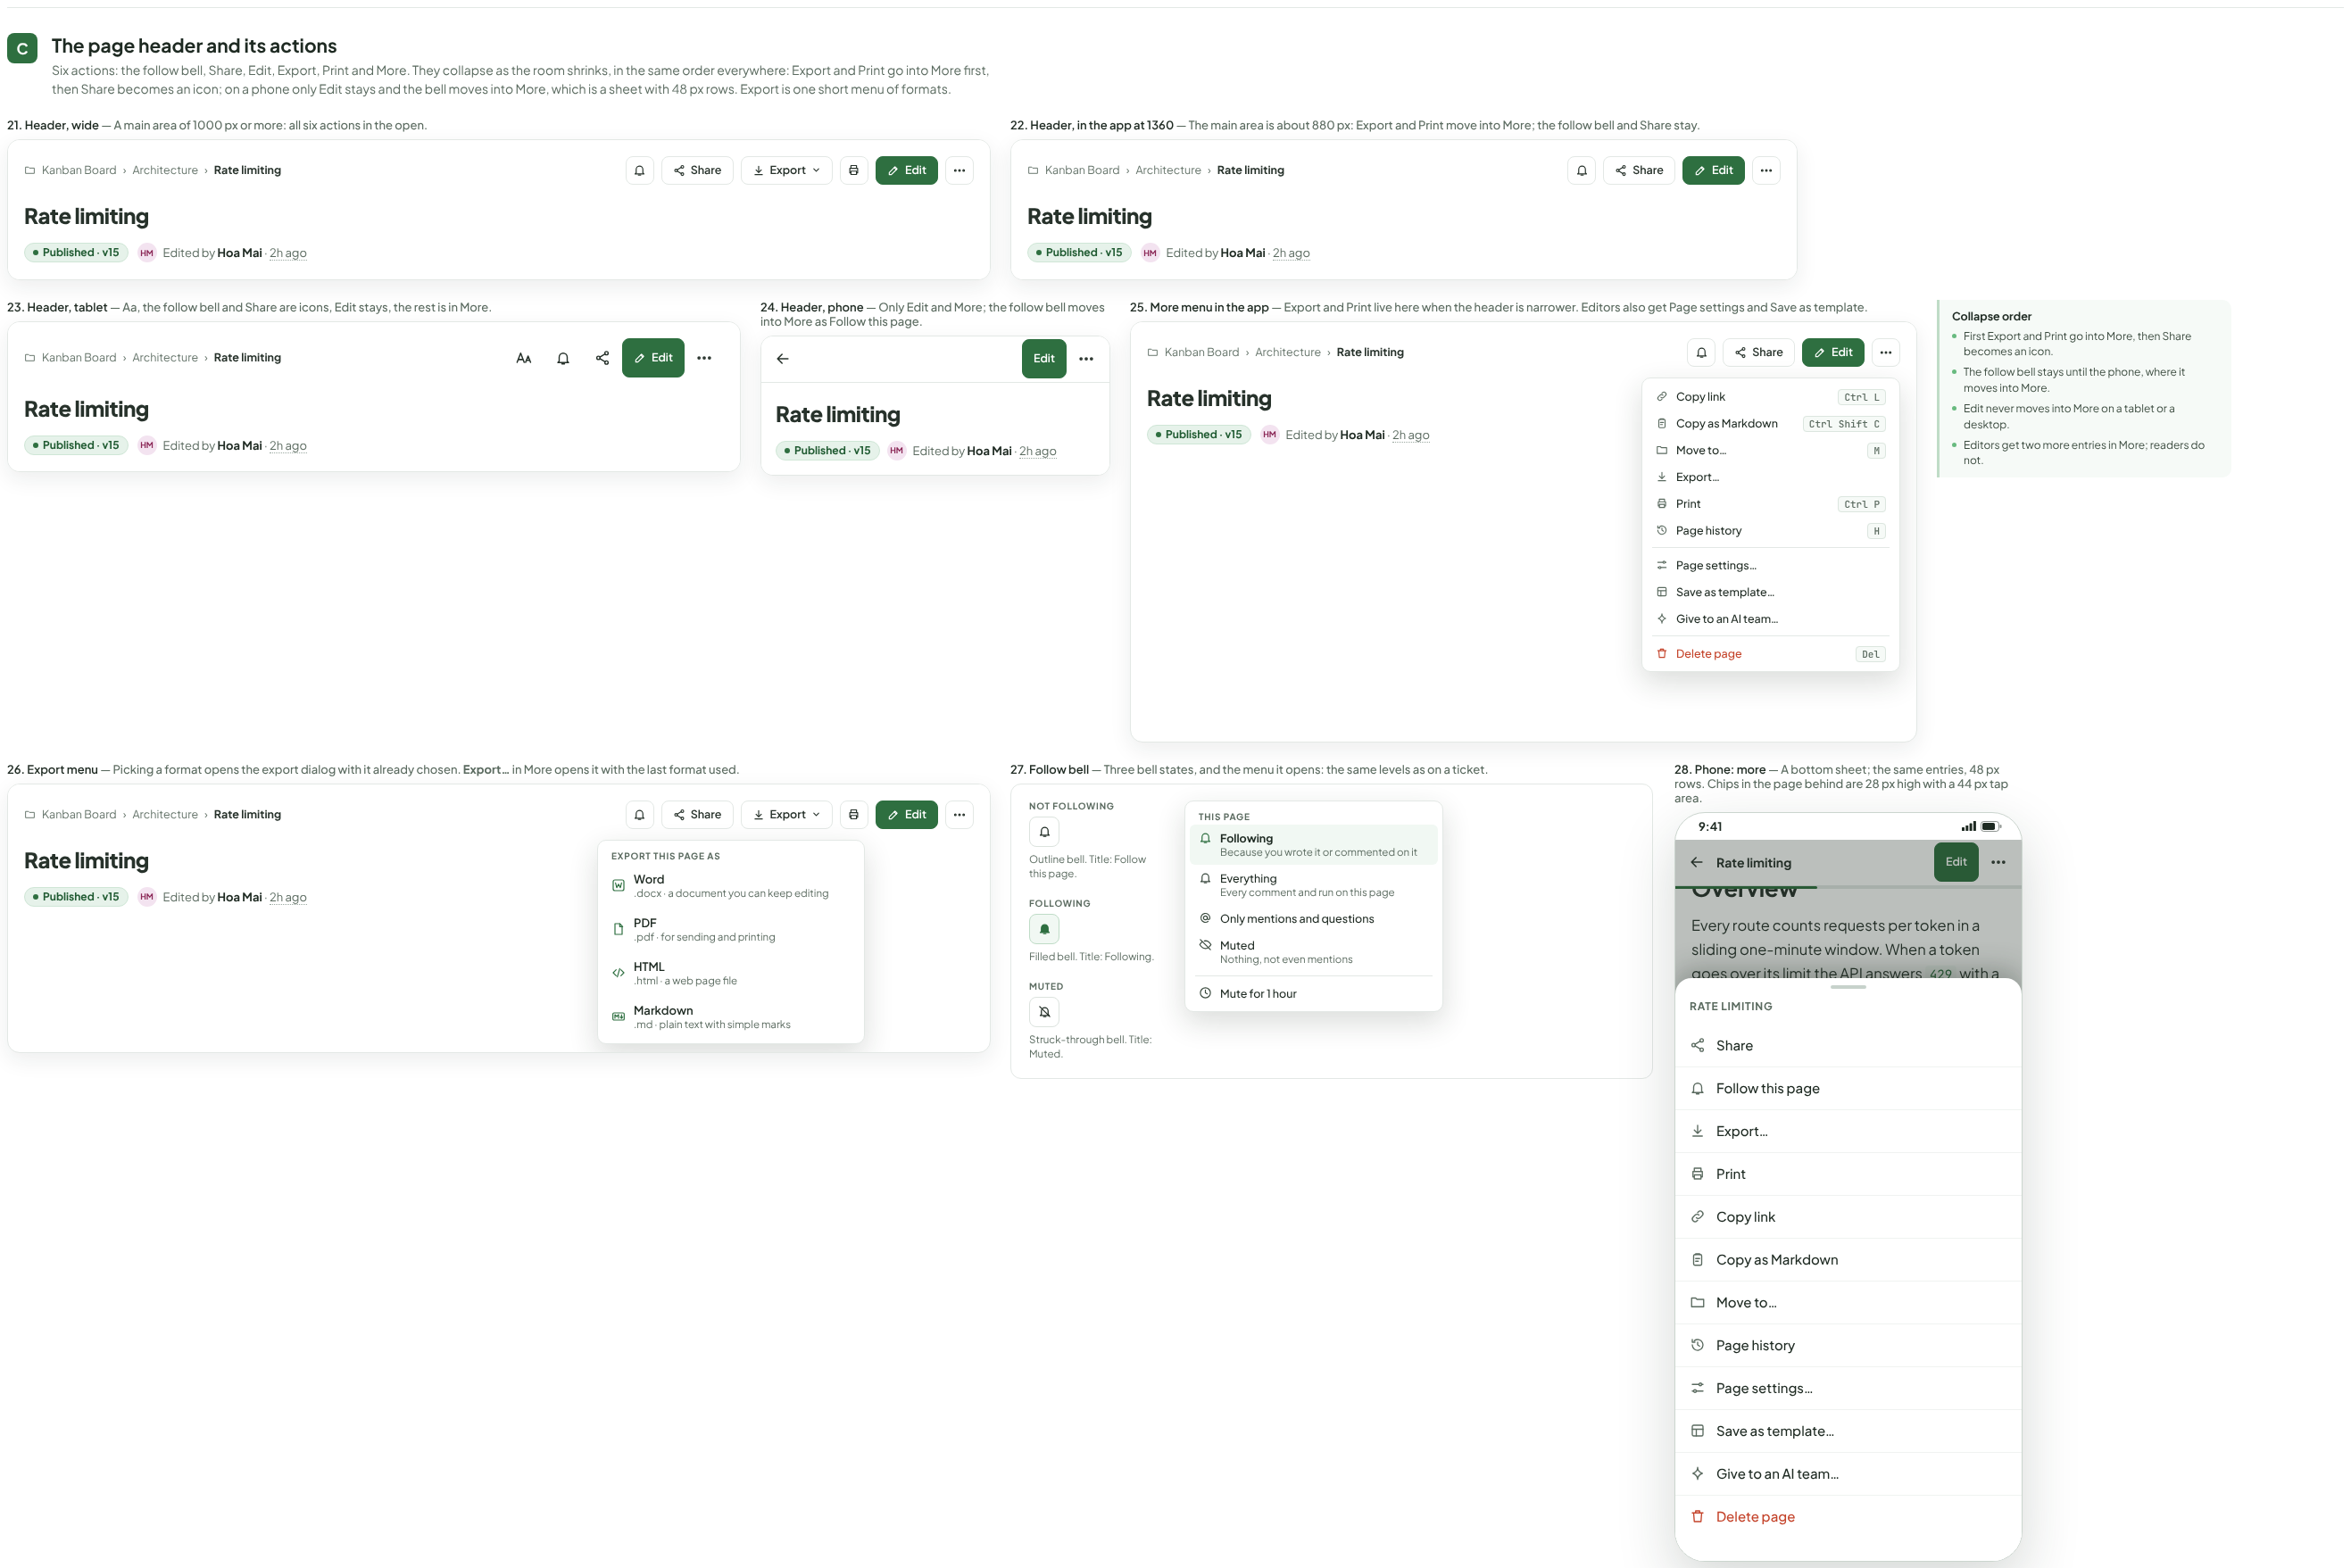 C
The page header and its actions
Six actions: the follow bell, Share, Edit, Export, Print and More. They collapse as the room shrinks, in the same order everywhere: Export and Print go into More first,
then Share becomes an icon; on a phone only Edit stays and the bell moves into More, which is a sheet with 48 px rows. Export is one short menu of formats.
21. Header, wide — A main area of 1000 px or more: all six actions in the open.
Kanban Board › Architecture › Rate limiting
Share
Export
Edit
Rate limiting
Published · v15
HM
Edited by Hoa Mai · 2h ago
22. Header, in the app at 1360 — The main area is about 880 px: Export and Print move into More; the follow bell and Share stay.
Kanban Board › Architecture › Rate limiting
Share
Edit
Rate limiting
Published · v15
HM
Edited by Hoa Mai · 2h ago
23. Header, tablet — Aa, the follow bell and Share are icons, Edit stays, the rest is in More.
Kanban Board › Architecture › Rate limiting
AA
Edit
Rate limiting
Published · v15
HM
Edited by Hoa Mai · 2h ago
24. Header, phone — Only Edit and More; the follow bell moves
into More as Follow this page.
Edit
Rate limiting
Published · v15
HM
Edited by Hoa Mai · 2h ago
25. More menu in the app — Export and Print live here when the header is narrower. Editors also get Page settings and Save as template.
Kanban Board › Architecture › Rate limiting
Share
Edit
Rate limiting
Published · v15
HM
Edited by Hoa Mai · 2h ago
Copy link Ctrl L
Copy as Markdown Ctrl Shift C
Move to… M
Export…
Print Ctrl P
Page history H
Page settings…
Save as template…
Give to an AI team…
Delete page Del
Collapse order
First Export and Print go into More, then Share
becomes an icon.
The follow bell stays until the phone, where it
moves into More.
Edit never moves into More on a tablet or a
desktop.
Editors get two more entries in More; readers do
not.
26. Export menu — Picking a format opens the export dialog with it already chosen. Export… in More opens it with the last format used.
Kanban Board › Architecture › Rate limiting
Share
Export
Edit
Rate limiting
Published · v15
HM
Edited by Hoa Mai · 2h ago
EXPORT THIS PAGE AS
W
Word
.docx · a document you can keep editing
PDF
.pdf · for sending and printing
HTML
.html · a web page file
Markdown
.md · plain text with simple marks
27. Follow bell — Three bell states, and the menu it opens: the same levels as on a ticket.
NOT FOLLOWING
Outline bell. Title: Follow
this page.
FOLLOWING
Filled bell. Title: Following.
MUTED
Struck-through bell. Title:
Muted.
THIS PAGE
Following
Because you wrote it or commented on it
Everything
Every comment and run on this page
Only mentions and questions
Muted
Nothing, not even mentions
Mute for 1 hour
28. Phone: more — A bottom sheet; the same entries, 48 px
rows. Chips in the page behind are 28 px high with a 44 px tap
area.
9:41
Rate limiting
Edit
Overview
Every route counts requests per token in a
sliding one-minute window. When a token
goes over its limit the API answers 429 with a
RATE LIMITING
Share
Follow this page
Export…
Print
Copy link
Copy as Markdown
Move to…
Page history
Page settings…
Save as template…
Give to an AI team…
Delete page